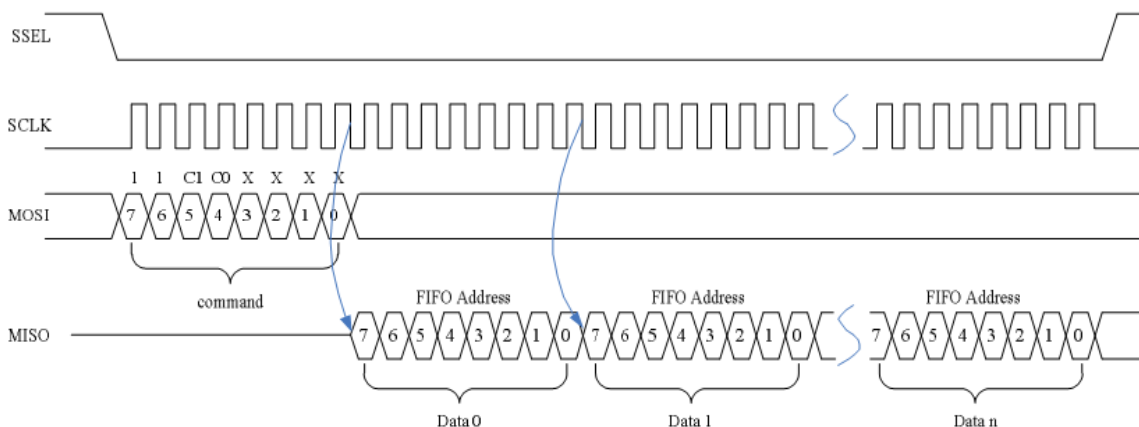 SSEL
SCLK
1 1 C1 C0 X X X X
MOSI
7 6 5 4 3 2 1 0
command
FIFO Address FIFO Address FIFO Address
MISO
7 6 5 4 3 2 1 0 7 6 5 4 3 2 1 0 7 6 5 4 3 2 1 0
Data 0 Data 1 Data n